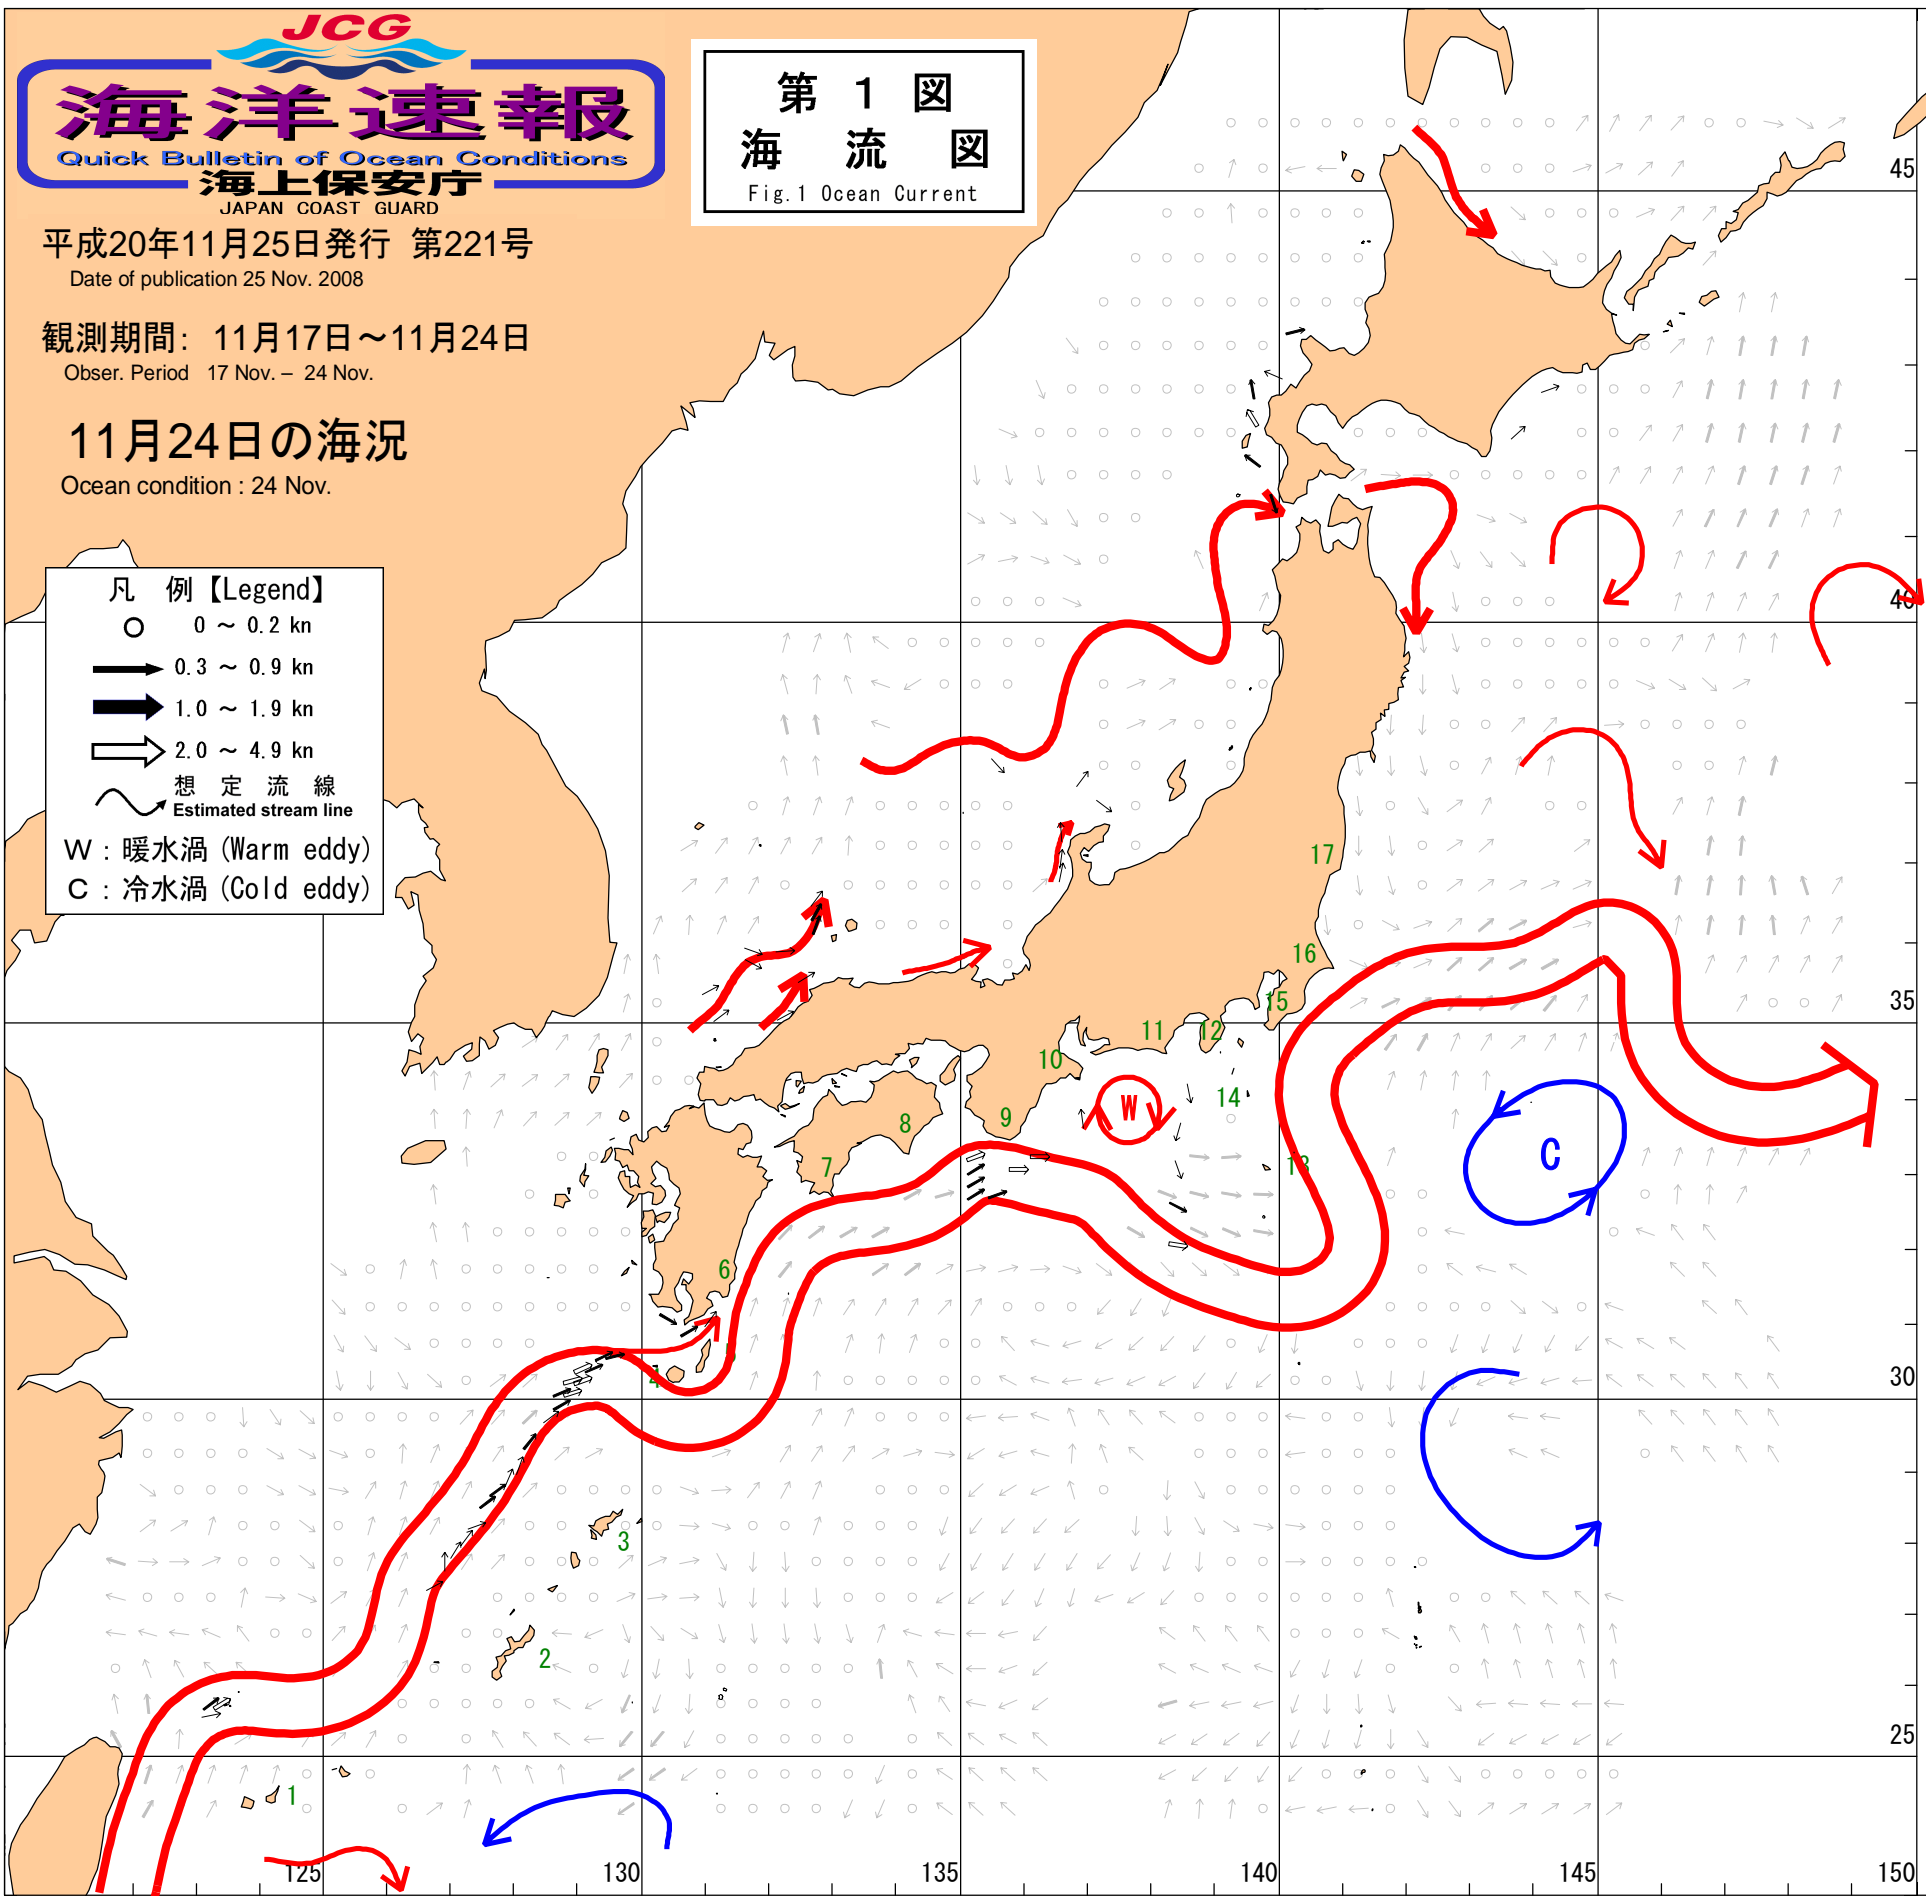 JCG
海洋速報
Quick Bulletin of Ocean Conditions
海上保安庁
JAPAN COAST GUARD
平成20年11月25日発行 第221号
Date of publication 25 Nov. 2008
観測期間: 11月17日～11月24日
Obser. Period 17 Nov. – 24 Nov.
11月24日の海況
Ocean condition : 24 Nov.
第 1 図
海 流 図
Fig.1 Ocean Current
凡 例【Legend】
0 ～ 0.2 kn
0.3 ～ 0.9 kn
1.0 ～ 1.9 kn
2.0 ～ 4.9 kn
想 定 流 線
Estimated stream line
W : 暖水渦 (Warm eddy)
C : 冷水渦 (Cold eddy)
45
40
17
16
15
35
11
12
10
14
W
9
8
C
7
13
6
5
4
30
3
2
25
1
125
130
135
140
145
150